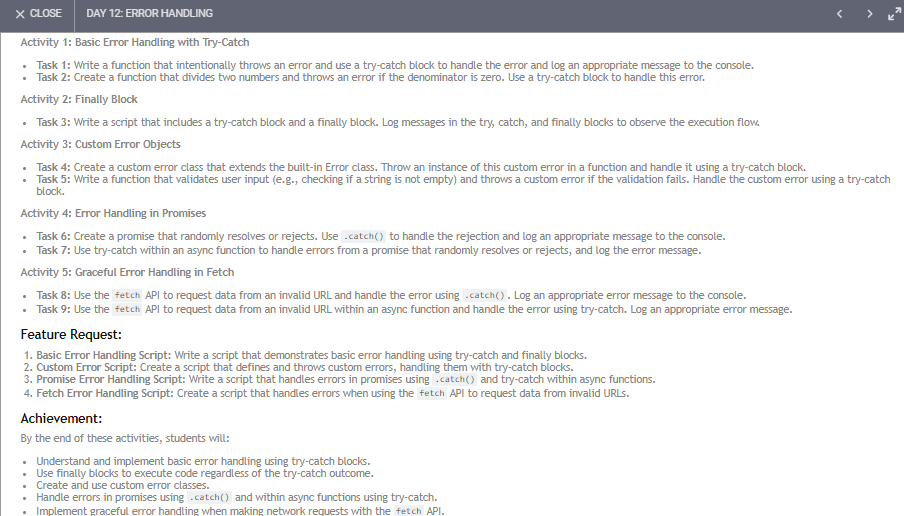 CLOSE DAY 12: ERROR HANDLING
Activity 1: Basic Error Handling with Try-Catch
Task 1: Write a function that intentionally throws an error and use a try-catch block to handle the error and log an appropriate message to the console.
Task 2: Create a function that divides two numbers and throws an error if the denominator is zero. Use a try-catch block to handle this error.
Activity 2: Finally Block
Task 3: Write a script that includes a try-catch block and a finally block. Log messages in the try, catch, and finally blocks to observe the execution flow.
Activity 3: Custom Error Objects
Task 4: Create a custom error class that extends the built-in Error class. Throw an instance of this custom error in a function and handle it using a try-catch block.
Task 5: Write a function that validates user input (e.g., checking if a string is not empty) and throws a custom error if the validation fails. Handle the custom error using a try-catch
block.
Activity 4: Error Handling in Promises
Task 6: Create a promise that randomly resolves or rejects. Use .catch() to handle the rejection and log an appropriate message to the console.
Task 7: Use try-catch within an async function to handle errors from a promise that randomly resolves or rejects, and log the error message.
Activity 5: Graceful Error Handling in Fetch
Task 8: Use the fetch API to request data from an invalid URL and handle the error using .catch(). Log an appropriate error message to the console.
Task 9: Use the fetch API to request data from an invalid URL within an async function and handle the error using try-catch. Log an appropriate error message.
Feature Request:
1. Basic Error Handling Script: Write a script that demonstrates basic error handling using try-catch and finally blocks.
2. Custom Error Script: Create a script that defines and throws custom errors, handling them with try-catch blocks.
3. Promise Error Handling Script: Write a script that handles errors in promises using .catch() and try-catch within async functions.
4. Fetch Error Handling Script: Create a script that handles errors when using the fetch API to request data from invalid URLs.
Achievement:
By the end of these activities, students will:
Understand and implement basic error handling using try-catch blocks.
Use finally blocks to execute code regardless of the try-catch outcome.
Create and use custom error classes.
Handle errors in promises using .catch() and within async functions using try-catch.
Implement graceful error handling when making network requests with the fetch API.